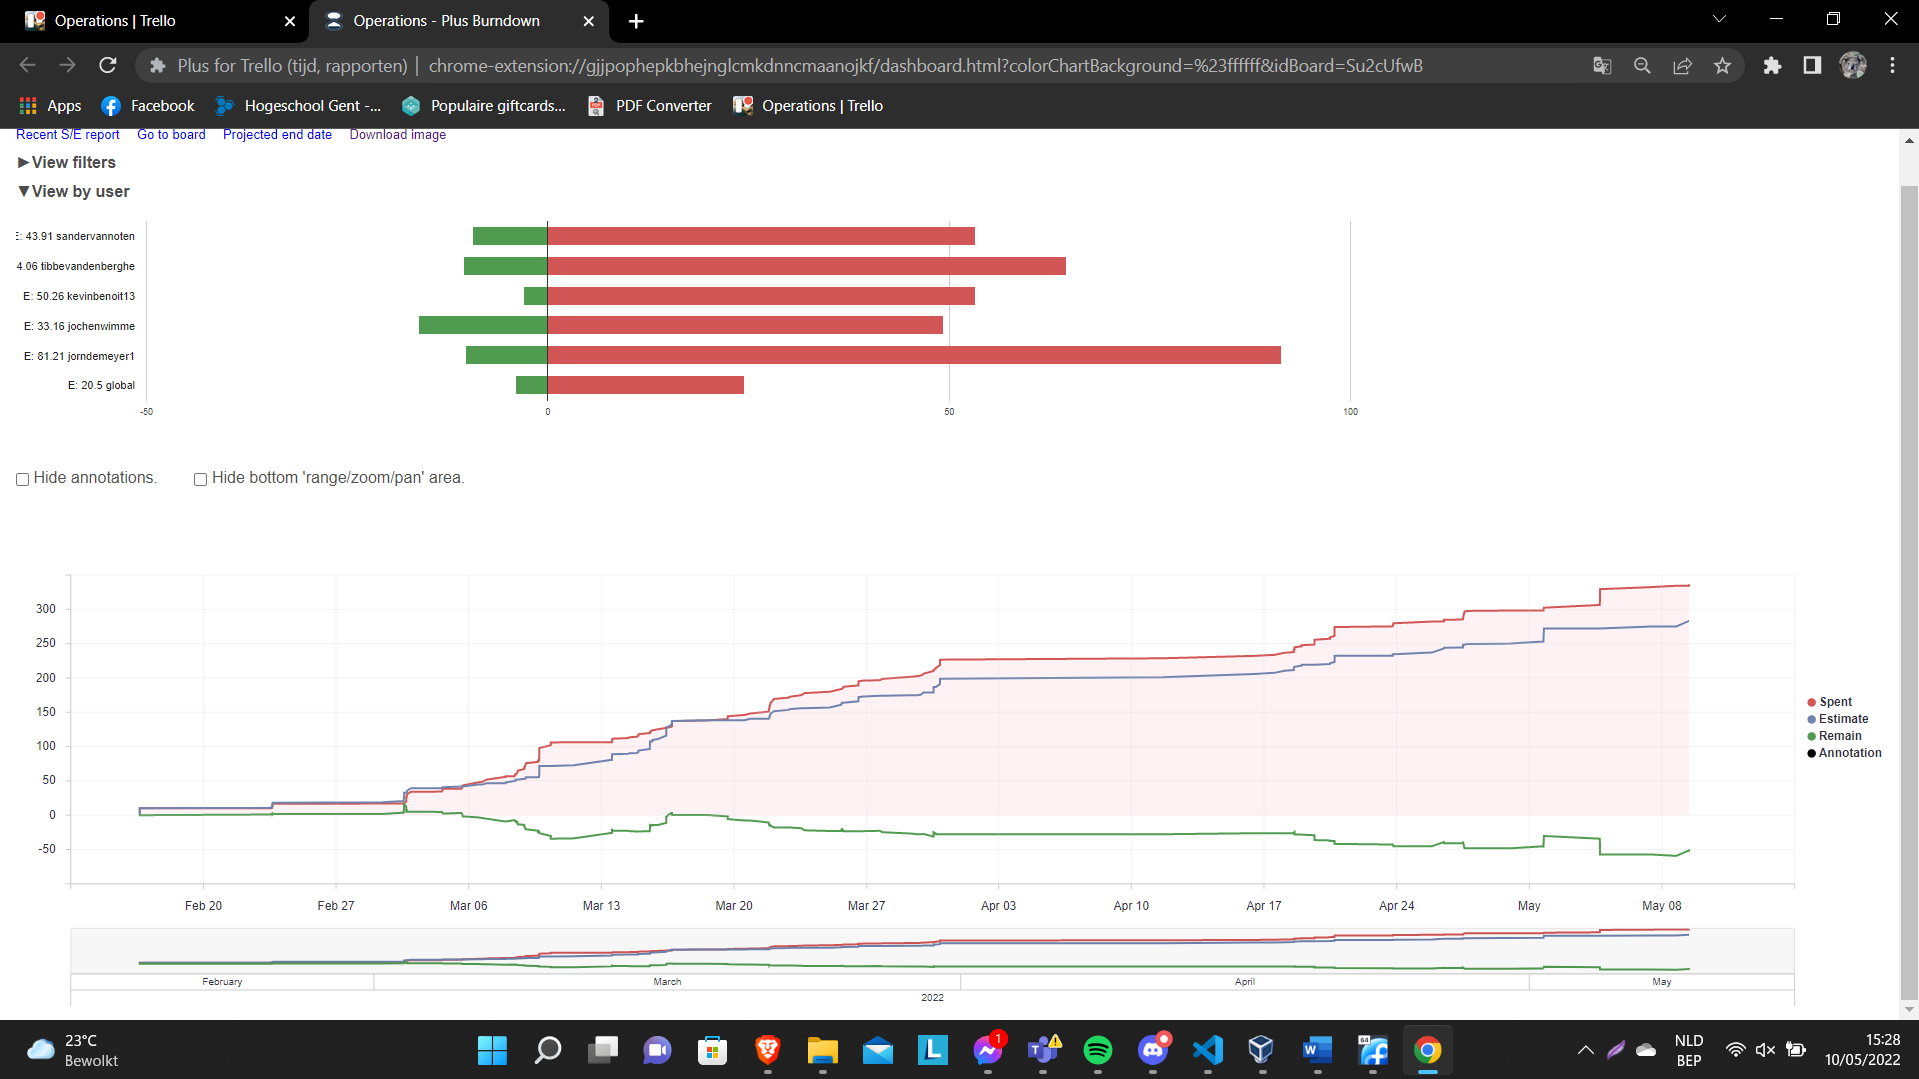 Operations | Trello
Operations - Plus Burndown
Plus for Trello (tijd, rapporten) | chrome-extension://gjjpophepkbhejnglcmkdnncmaanojkf/dashboard.html?colorChartBackground=%23ffffff&idBoard=Su2cUfwB
Apps Facebook Hogeschool Gent -... Populaire giftcards... PDF Converter Operations | Trello
Recent S/E report Go to board Projected end date Download image
▶View filters
▼View by user
E: 43.91 sandervannoten
4.06 tibbevandenberghe
E: 50.26 kevinbenoit13
E: 33.16 jochenwimme
E: 81.21 jorndemeyer1
E: 20.5 global
-50 0 50 100
Hide annotations. Hide bottom 'range/zoom/pan' area.
300
250
200
150
100
50
0
-50
Spent
Estimate
Remain
Annotation
Feb 20 Feb 27 Mar 06 Mar 13 Mar 20 Mar 27 Apr 03 Apr 10 Apr 17 Apr 24 May May 08
February March April May
2022
23°C
Bewolkt
1
64
NLD
BEP
15:28
10/05/2022